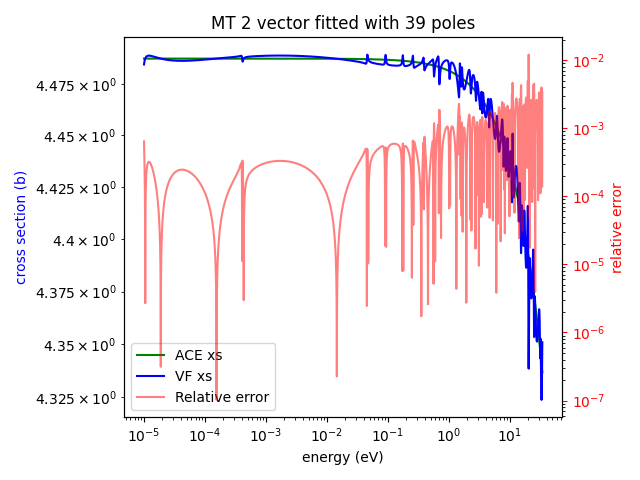 MT 2 vector fitted with 39 poles
4.475 × 10⁰
4.45 × 10⁰
4.425 × 10⁰
4.4 × 10⁰
4.375 × 10⁰
4.35 × 10⁰
4.325 × 10⁰
cross section (b)
10⁻²
10⁻³
10⁻⁴
10⁻⁵
10⁻⁶
10⁻⁷
relative error
ACE xs
VF xs
Relative error
10⁻⁵ 10⁻⁴ 10⁻³ 10⁻² 10⁻¹ 10⁰ 10¹
energy (eV)